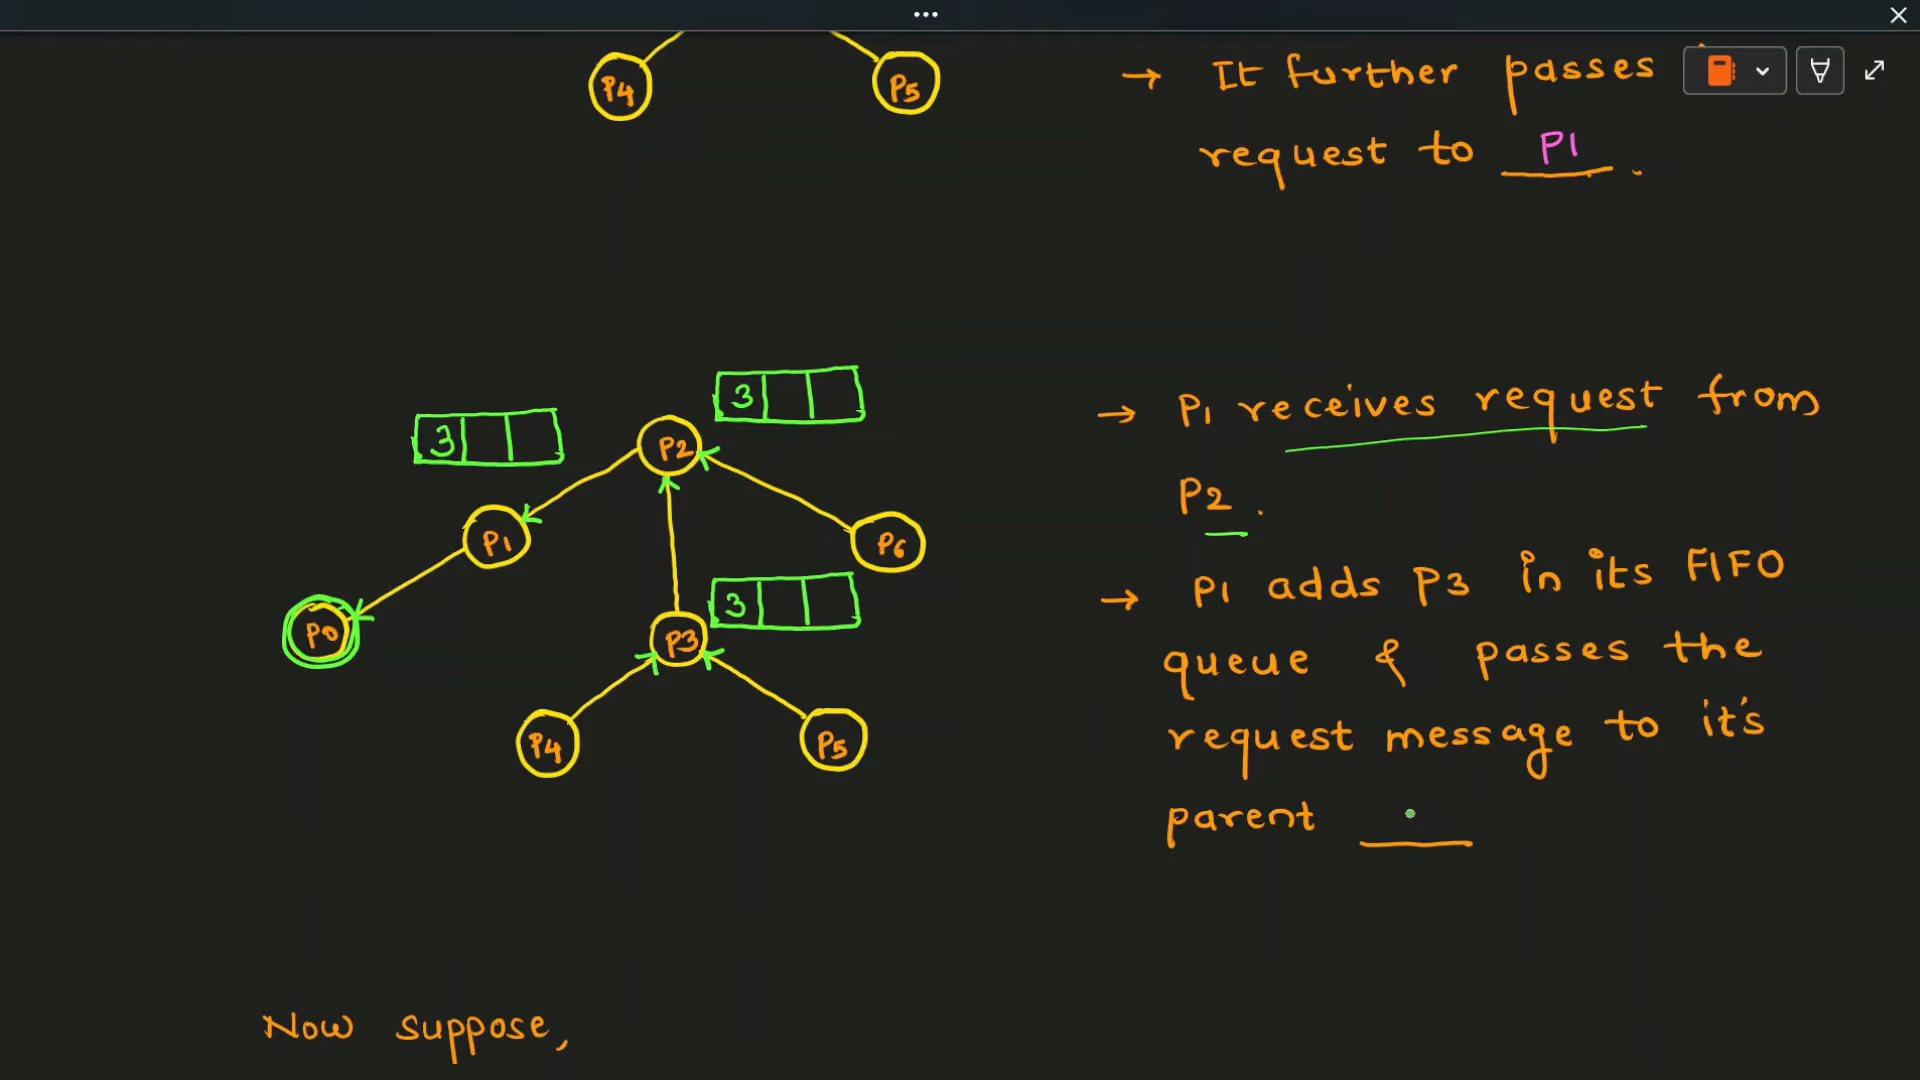 P4
P5
→ It further passes
request to P1.
3
3
P2
P1
P6
3
P0
P3
P4
P5
→ P1 receives request from
P2.
→ P1 adds P3 in its FIFO
queue & passes the
request message to it's
parent ____
Now suppose,